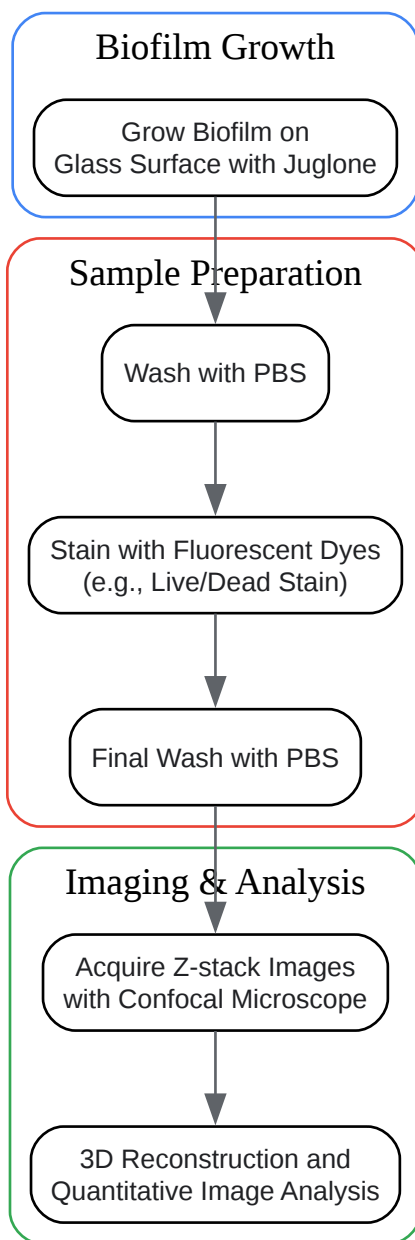 Biofilm Growth
Grow Biofilm on
Glass Surface with Juglone
Sample Preparation
Wash with PBS
Stain with Fluorescent Dyes
(e.g., Live/Dead Stain)
Final Wash with PBS
Imaging & Analysis
Acquire Z-stack Images
with Confocal Microscope
3D Reconstruction and
Quantitative Image Analysis